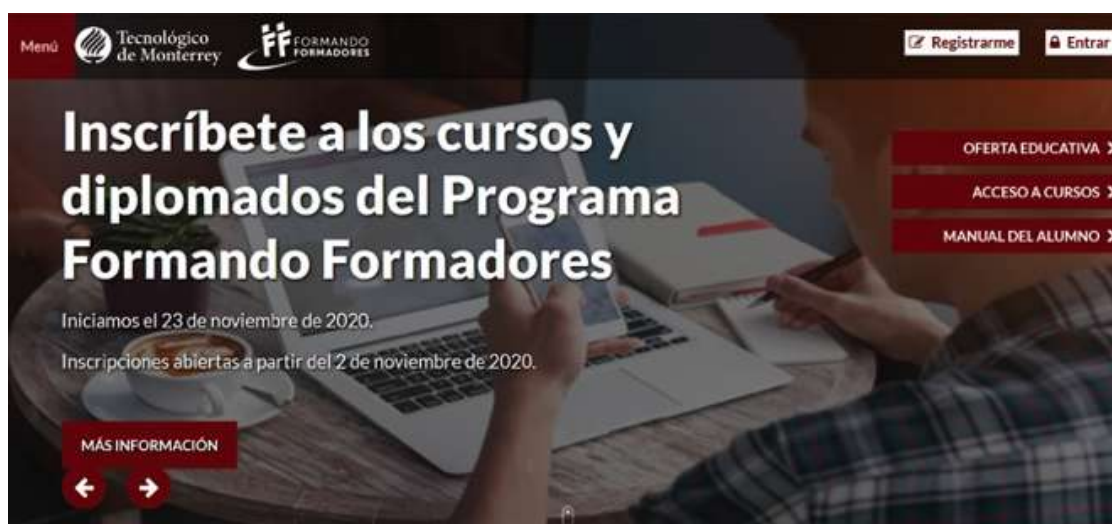 Menú
Tecnológico
de Monterrey
FF FORMANDO
FORMADORES
Registrarme
Entrar
Inscríbete a los cursos y
diplomados del Programa
Formando Formadores
Iniciamos el 23 de noviembre de 2020.
Inscripciones abiertas a partir del 2 de noviembre de 2020.
OFERTA EDUCATIVA
ACCESO A CURSOS
MANUAL DEL ALUMNO
MÁS INFORMACIÓN